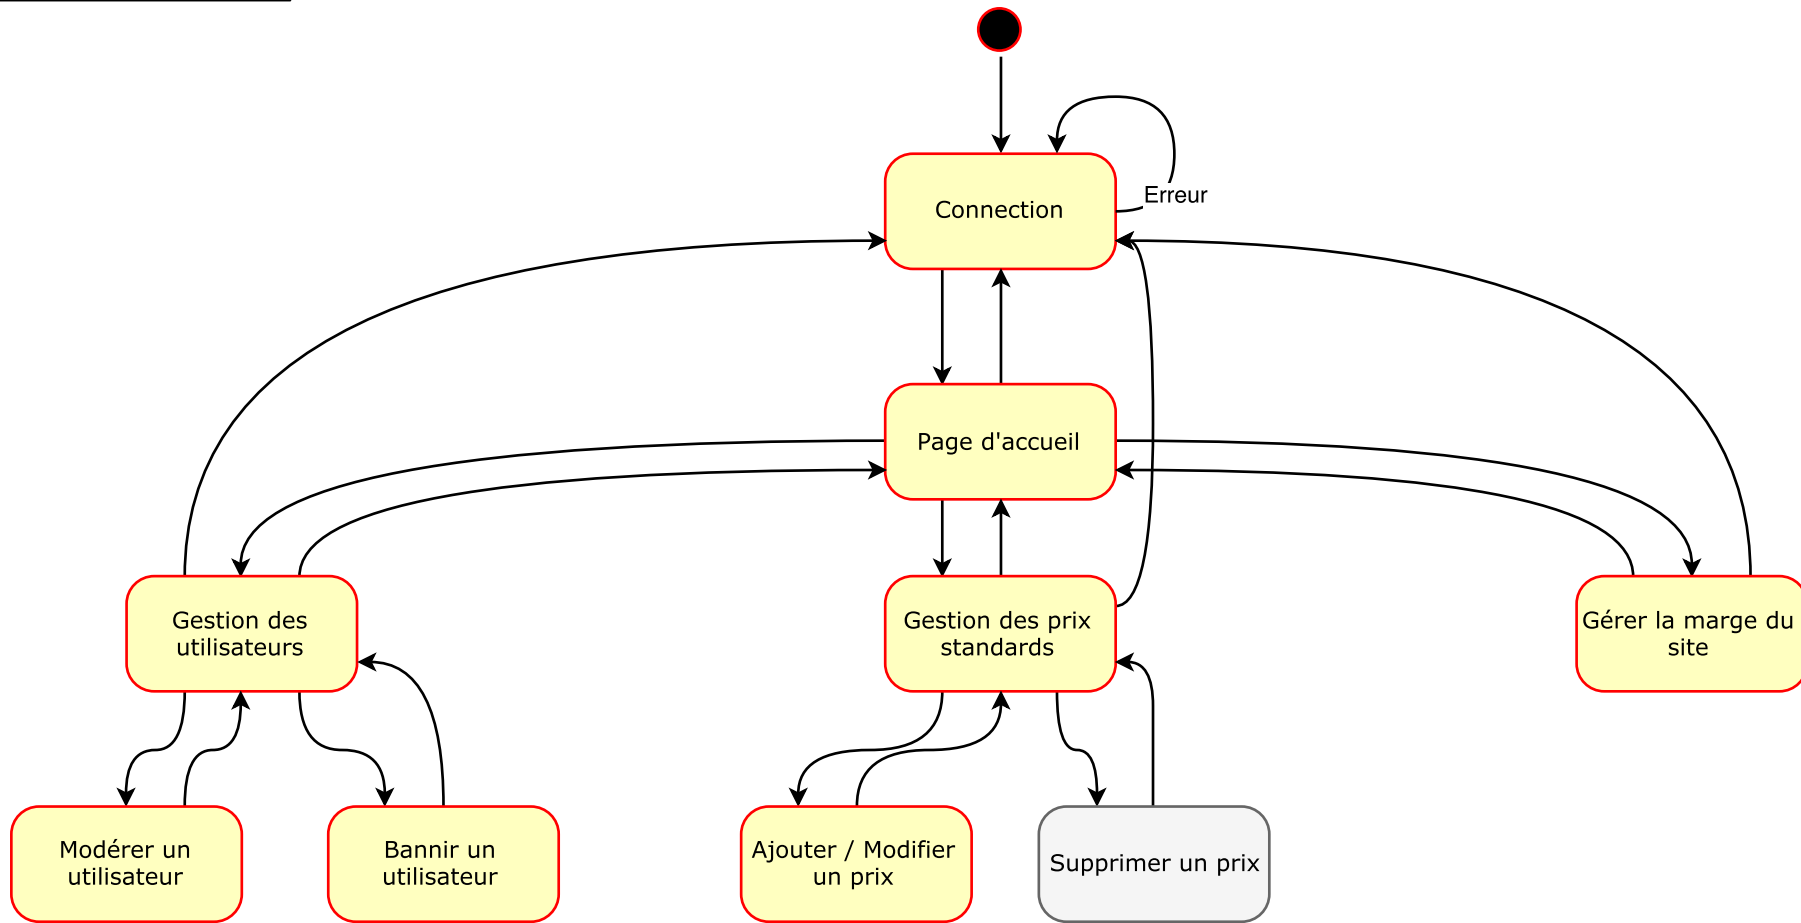 Erreur
Connection
Page d'accueil
Gestion des
utilisateurs
Gestion des prix
standards
Gérer la marge du
site
Modérer un
utilisateur
Bannir un
utilisateur
Ajouter / Modifier
un prix
Supprimer un prix